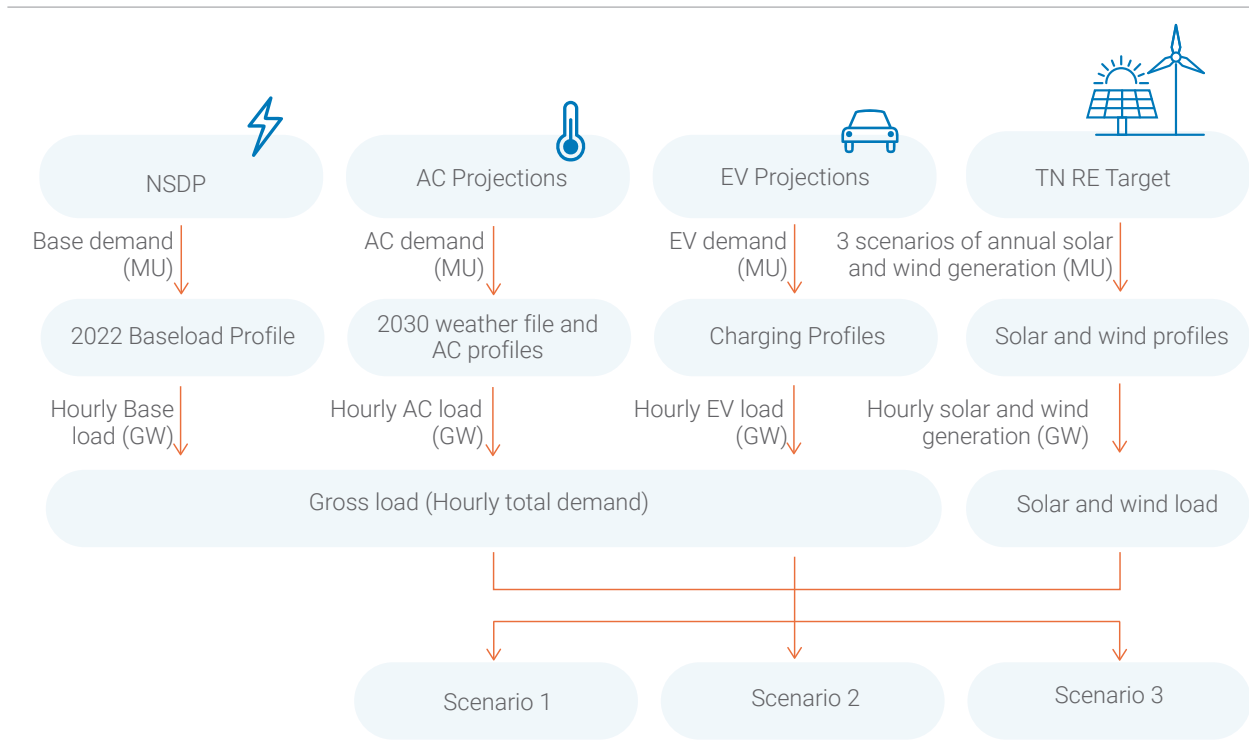 NSDP
AC Projections
EV Projections
TN RE Target
Base demand
(MU)
AC demand
(MU)
EV demand
(MU)
3 scenarios of annual solar
and wind generation (MU)
2022 Baseload Profile
2030 weather file and
AC profiles
Charging Profiles
Solar and wind profiles
Hourly Base
load (GW)
Hourly AC load
(GW)
Hourly EV load
(GW)
Hourly solar and wind
generation (GW)
Gross load (Hourly total demand)
Solar and wind load
Scenario 1
Scenario 2
Scenario 3